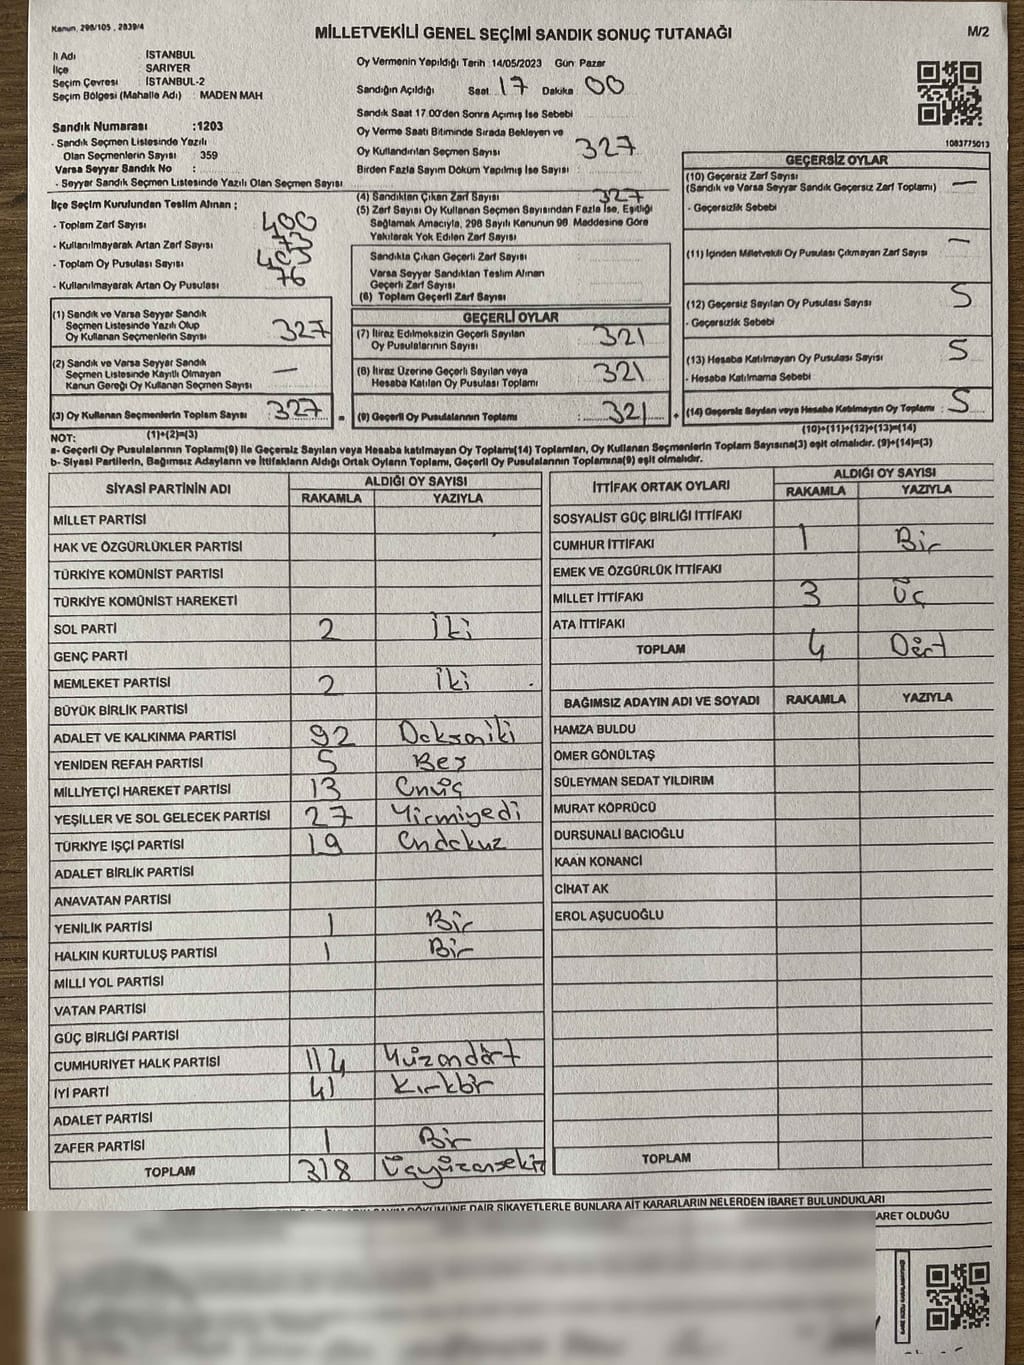 Kanun, 298/105 , 2839/4
MİLLETVEKİLİ GENEL SEÇİMİ SANDIK SONUÇ TUTANAĞI
M/2
İl Adı İSTANBUL
İlçe SARIYER
Seçim Çevresi İSTANBUL-2
Seçim Bölgesi (Mahalle Adı) : MADEN MAH
Sandık Numarası :1203
- Sandık Seçmen Listesinde Yazılı
Olan Seçmenlerin Sayısı : 359
Varsa Seyyar Sandık No :
- Seyyar Sandık Seçmen Listesinde Yazılı Olan Seçmen Sayısı
Oy Vermenin Yapıldığı Tarih : 14/05/2023 Gün: Pazar
Sandığın Açıldığı Saat 17 Dakika 00
Sandık Saat 17.00'den Sonra Açılmış İse Sebebi
Oy Verme Saati Bitiminde Sırada Bekleyen ve
Oy Kullandırılan Seçmen Sayısı 327
Birden Fazla Sayım Döküm Yapılmış İse Sayısı :
1083775013
İlçe Seçim Kurulundan Teslim Alınan ;
- Toplam Zarf Sayısı 400
- Kullanılmayarak Artan Zarf Sayısı
- Toplam Oy Pusulası Sayısı
- Kullanılmayarak Artan Oy Pusulası 76
(1) Sandık ve Varsa Seyyar Sandık
Seçmen Listesinde Yazılı Olup
Oy Kullanan Seçmenlerin Sayısı 327
(2) Sandık ve Varsa Seyyar Sandık
Seçmen Listesinde Kayıtlı Olmayan
Kanun Gereği Oy Kullanan Seçmen Sayısı —
(3) Oy Kullanan Seçmenlerin Toplam Sayısı : 327
(1)+(2)=(3)
(4) Sandıktan Çıkan Zarf Sayısı 327
(5) Zarf Sayısı Oy Kullanan Seçmen Sayısından Fazla İse, Eşitliği
Sağlamak Amacıyla, 298 Sayılı Kanunun 98. Maddesine Göre
Yakılarak Yok Edilen Zarf Sayısı
Sandıkta Çıkan Geçerli Zarf Sayısı
Varsa Seyyar Sandıktan Teslim Alınan
Geçerli Zarf Sayısı
(6) Toplam Geçerli Zarf Sayısı
GEÇERLİ OYLAR
(7) İtiraz Edilmeksizin Geçerli Sayılan
Oy Pusulalarının Sayısı 321
(8) İtiraz Üzerine Geçerli Sayılan veya
Hesaba Katılan Oy Pusulası Toplamı 321
= (9) Geçerli Oy Pusulalarının Toplamı : 321 +
GEÇERSİZ OYLAR
(10) Geçersiz Zarf Sayısı
(Sandık ve Varsa Seyyar Sandık Geçersiz Zarf Toplamı) —
- Geçersizlik Sebebi
(11) İçinden Milletvekili Oy Pusulası Çıkmayan Zarf Sayısı —
(12) Geçersiz Sayılan Oy Pusulası Sayısı 5
- Geçersizlik Sebebi
(13) Hesaba Katılmayan Oy Pusulası Sayısı 5
- Hesaba Katılmama Sebebi
(14) Geçersiz Sayılan veya Hesaba Katılmayan Oy Toplamı : 5
(10)+(11)+(12)+(13)=(14)
NOT:
a- Geçerli Oy Pusulaları Toplamı(9) ile Geçersiz Sayılan veya Hesaba katılmayan Oy Toplamı(14) Toplamları, Oy Kullanan Seçmenlerin Toplam Sayısına(3) eşit olmalıdır. (9)+(14)=(3)
b- Siyasi Partilerin, Bağımsız Adayların ve İttifakların Aldığı Ortak Oyların Toplamı, Geçerli Oy Pusulalarının Toplamına(9) eşit olmalıdır.
SİYASİ PARTİNİN ADI ALDIĞI OY SAYISI
RAKAMLA YAZIYLA
MİLLET PARTİSİ
HAK VE ÖZGÜRLÜKLER PARTİSİ
TÜRKİYE KOMÜNİST PARTİSİ
TÜRKİYE KOMÜNİST HAREKETİ
SOL PARTİ 2 İki
GENÇ PARTİ
MEMLEKET PARTİSİ 2 İki
BÜYÜK BİRLİK PARTİSİ
ADALET VE KALKINMA PARTİSİ 92 Doksaniki
YENİDEN REFAH PARTİSİ 5 Beş
MİLLİYETÇİ HAREKET PARTİSİ 13 Onüç
YEŞİLLER VE SOL GELECEK PARTİSİ 27 Yirmiyedi
TÜRKİYE İŞÇİ PARTİSİ 19 Ondokuz
ADALET BİRLİK PARTİSİ
ANAVATAN PARTİSİ
YENİLİK PARTİSİ 1 Bir
HALKIN KURTULUŞ PARTİSİ 1 Bir
MİLLİ YOL PARTİSİ
VATAN PARTİSİ
GÜÇ BİRLİĞİ PARTİSİ
CUMHURİYET HALK PARTİSİ 114 Yüzondört
İYİ PARTİ 41 Kırkbir
ADALET PARTİSİ
ZAFER PARTİSİ 1 Bir
TOPLAM 318 Üçyüzonsekiz
İTTİFAK ORTAK OYLARI ALDIĞI OY SAYISI
RAKAMLA YAZIYLA
SOSYALİST GÜÇ BİRLİĞİ İTTİFAKI
CUMHUR İTTİFAKI 1 Bir
EMEK VE ÖZGÜRLÜK İTTİFAKI
MİLLET İTTİFAKI 3 Üç
ATA İTTİFAKI
TOPLAM 4 Dört
BAĞIMSIZ ADAYIN ADI VE SOYADI RAKAMLA YAZIYLA
HAMZA BULDU
ÖMER GÖNÜLTAŞ
SÜLEYMAN SEDAT YILDIRIM
MURAT KÖPRÜCÜ
DURSUNALİ BACIOĞLU
KAAN KONANCİ
CİHAT AK
EROL AŞUCUOĞLU
TOPLAM
DÖKÜMÜNE DAİR ŞİKAYETLERLE BUNLARA AİT KARARLARIN NELERDEN İBARET BULUNDUKLARI
ARET OLDUĞU